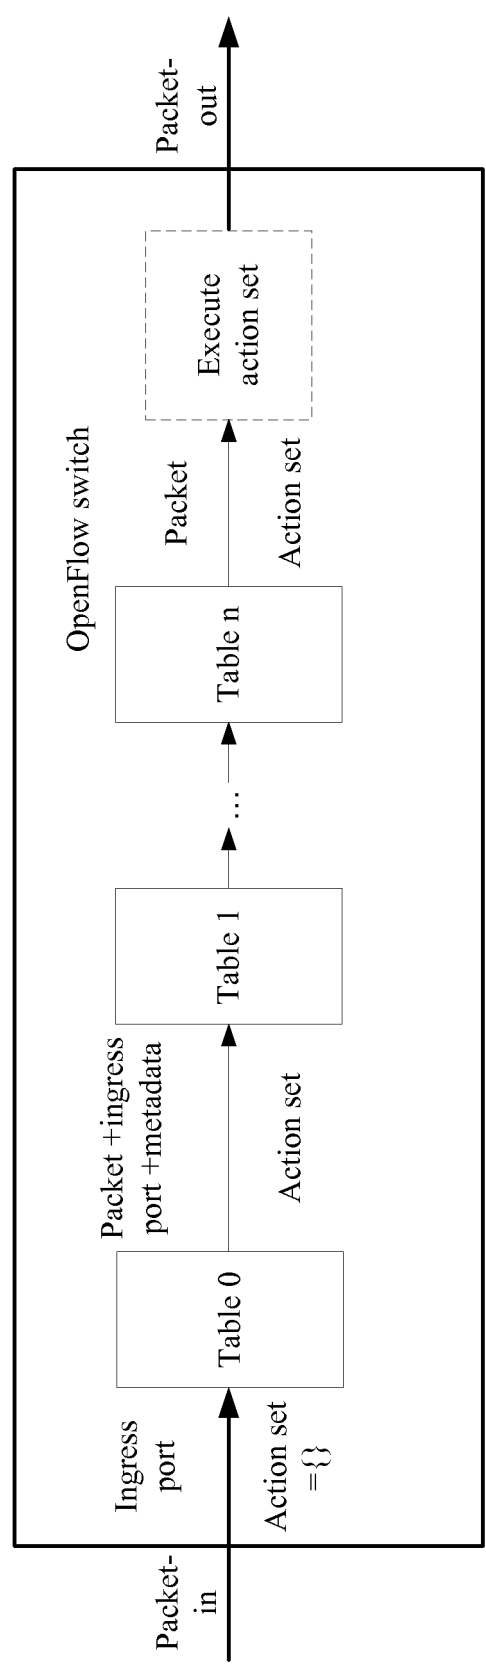 OpenFlow switch
Packet-
in
Ingress
port
Action set
={}
Table 0
Packet +ingress
port +metadata
Action set
Table 1
...
Table n
Packet
Action set
Execute
action set
Packet-
out